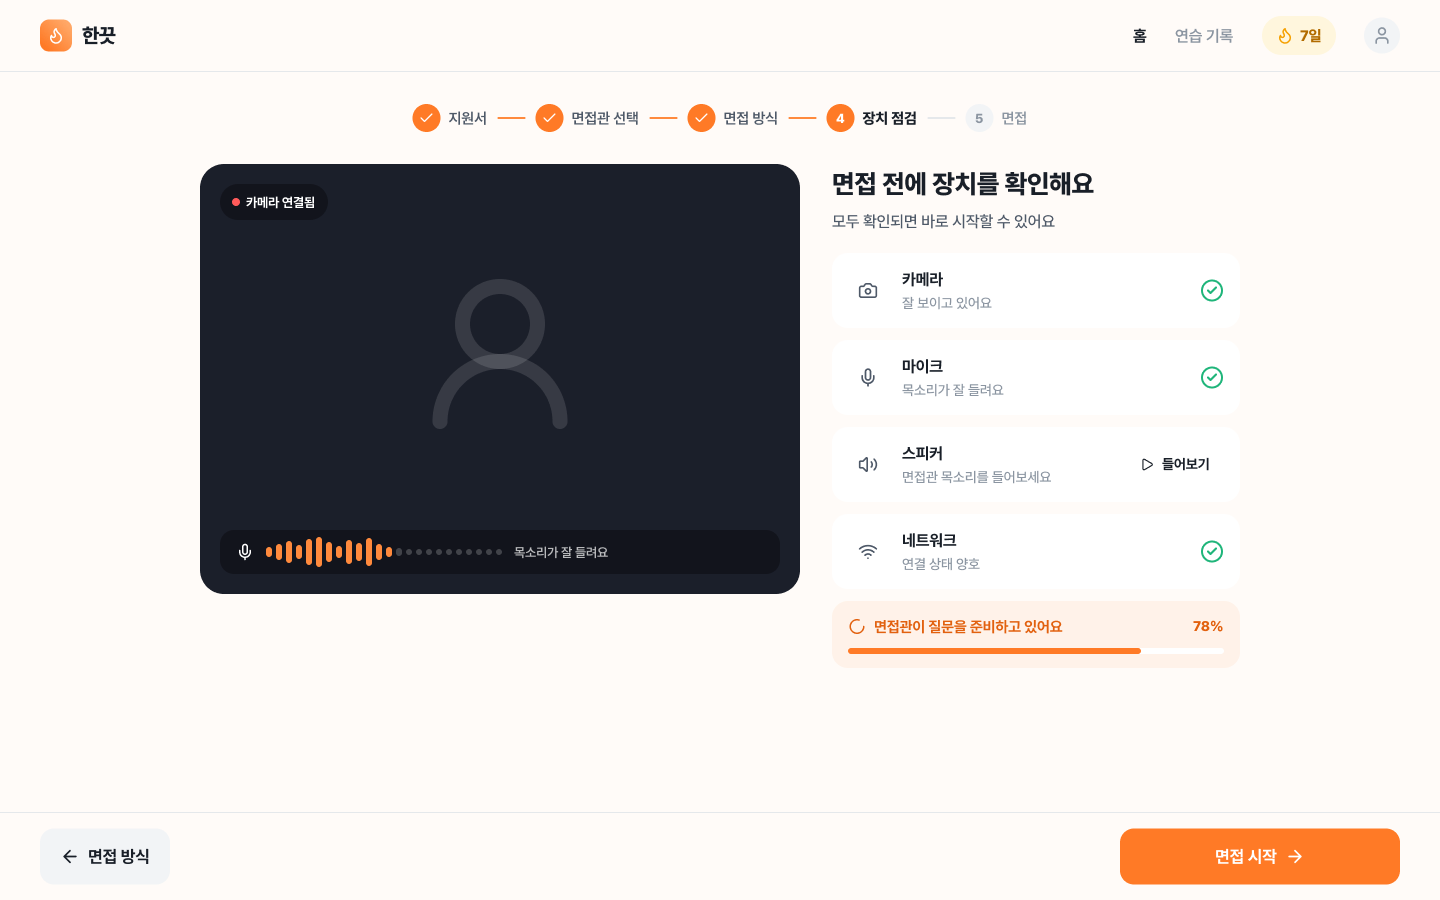 한끗
홈
연습 기록
7일
지원서
면접관 선택
면접 방식
4 장치 점검
5 면접
카메라 연결됨
목소리가 잘 들려요
면접 전에 장치를 확인해요
모두 확인되면 바로 시작할 수 있어요
카메라
잘 보이고 있어요
마이크
목소리가 잘 들려요
스피커
면접관 목소리를 들어보세요
들어보기
네트워크
연결 상태 양호
면접관이 질문을 준비하고 있어요
78%
면접 방식
면접 시작